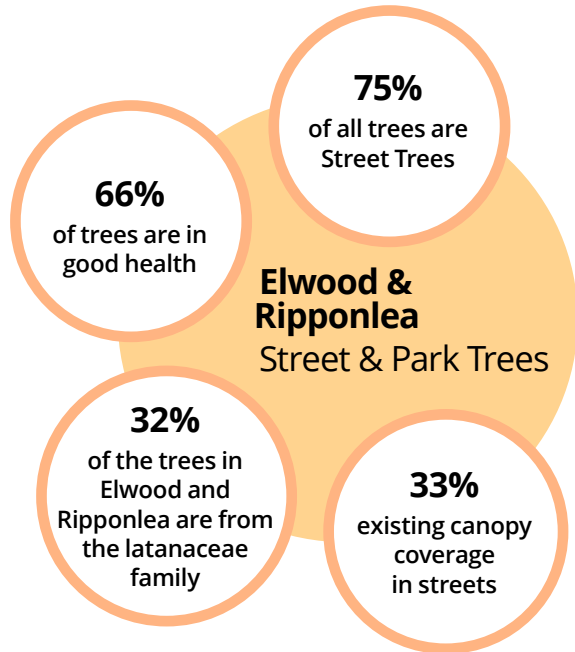 75%
of all trees are
Street Trees
66%
of trees are in
good health
Elwood &
Ripponlea
Street & Park Trees
32%
of the trees in
Elwood and
Ripponlea are from
the latanaceae
family
33%
existing canopy
coverage
in streets